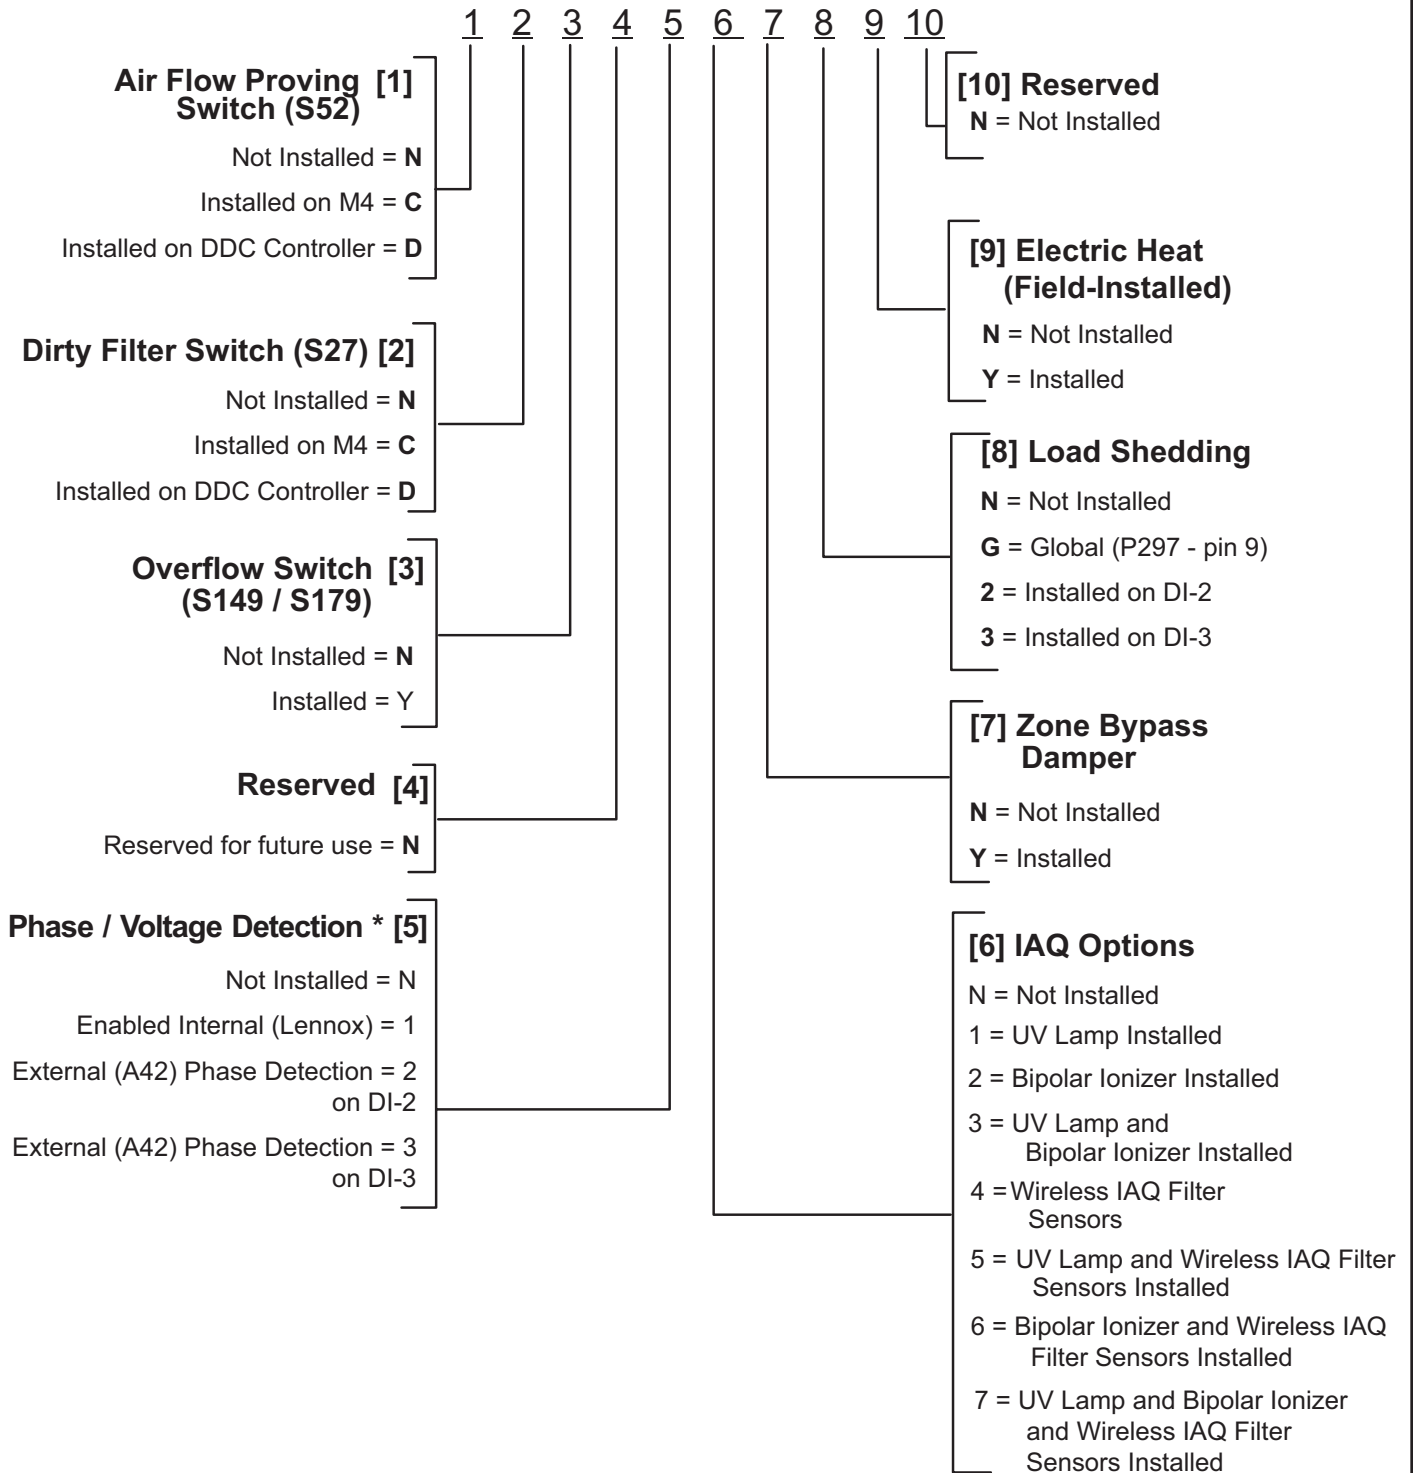 1 2 3 4 5 6 7 8 9 10
Air Flow Proving [1]
Switch (S52)
Not Installed = N
Installed on M4 = C
Installed on DDC Controller = D
Dirty Filter Switch (S27) [2]
Not Installed = N
Installed on M4 = C
Installed on DDC Controller = D
Overflow Switch [3]
(S149 / S179)
Not Installed = N
Installed = Y
Reserved [4]
Reserved for future use = N
Phase / Voltage Detection * [5]
Not Installed = N
Enabled Internal (Lennox) = 1
External (A42) Phase Detection = 2
on DI-2
External (A42) Phase Detection = 3
on DI-3
[10] Reserved
N = Not Installed
[9] Electric Heat
(Field-Installed)
N = Not Installed
Y = Installed
[8] Load Shedding
N = Not Installed
G = Global (P297 - pin 9)
2 = Installed on DI-2
3 = Installed on DI-3
[7] Zone Bypass
Damper
N = Not Installed
Y = Installed
[6] IAQ Options
N = Not Installed
1 = UV Lamp Installed
2 = Bipolar Ionizer Installed
3 = UV Lamp and
Bipolar Ionizer Installed
4 =Wireless IAQ Filter
Sensors
5 = UV Lamp and Wireless IAQ Filter
Sensors Installed
6 = Bipolar Ionizer and Wireless IAQ
Filter Sensors Installed
7 = UV Lamp and Bipolar Ionizer
and Wireless IAQ Filter
Sensors Installed